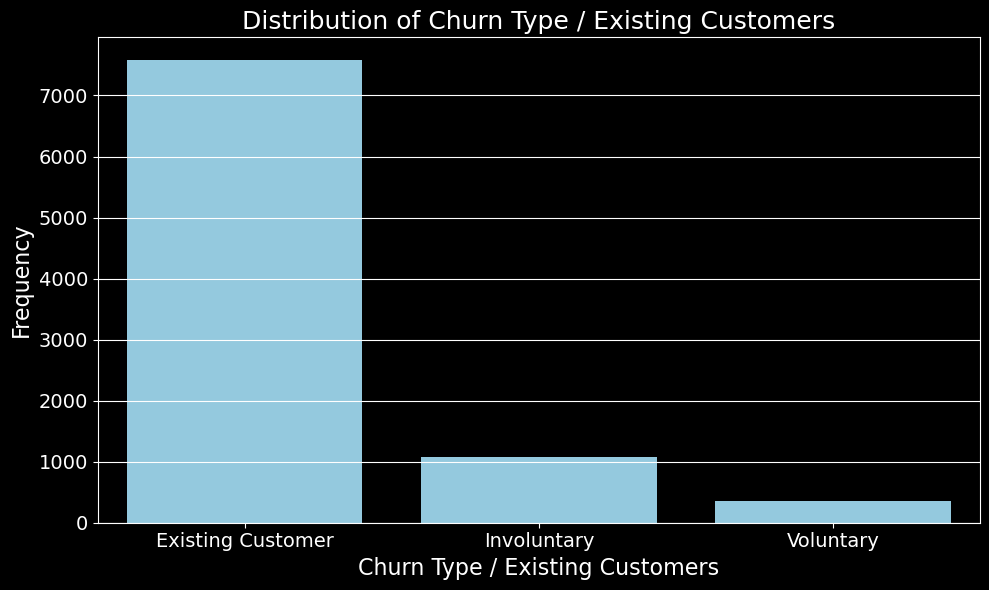 Distribution of Churn Type / Existing Customers
Frequency
7000
6000
5000
4000
3000
2000
1000
0
Existing Customer
Involuntary
Voluntary
Churn Type / Existing Customers